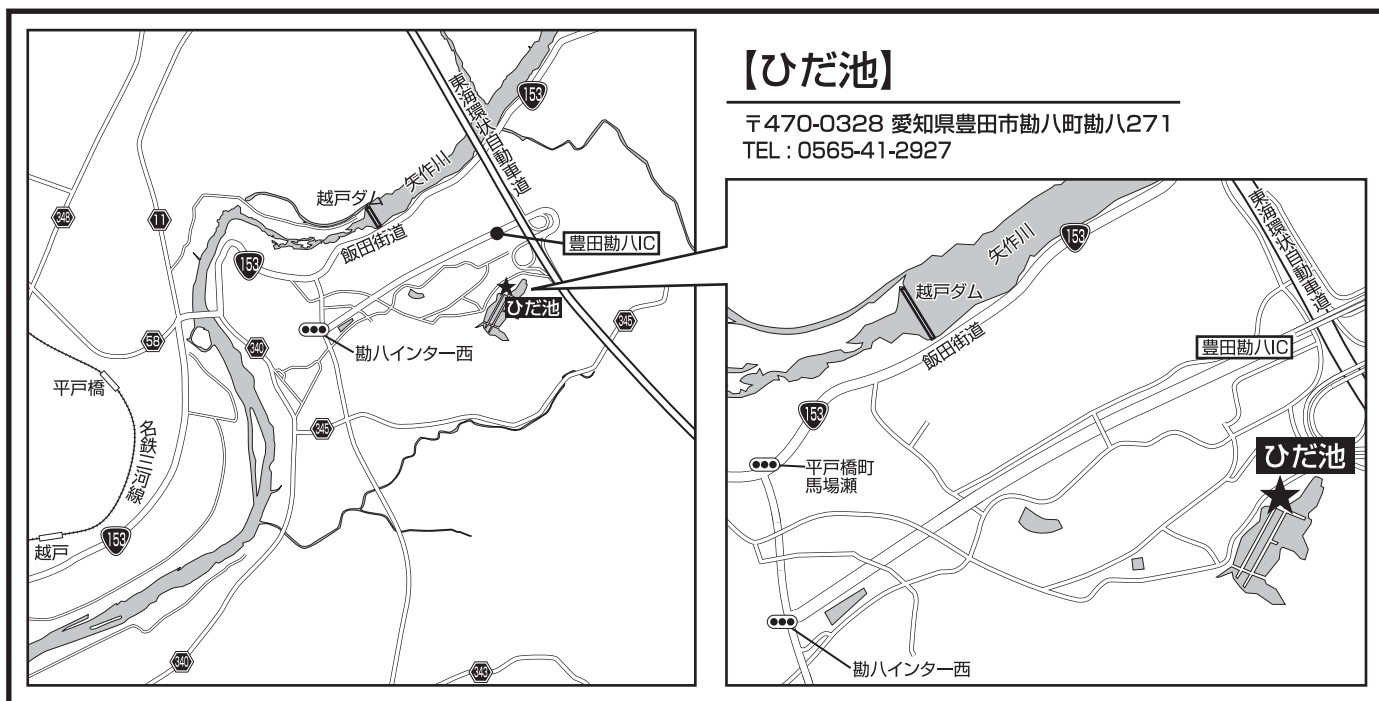 【ひだ池】
〒470-0328 愛知県豊田市勘八町勘八271
TEL : 0565-41-2927
153
東海環状自動車道
矢作川
越戸ダム
飯田街道
348
11
豊田勘八IC
153
ひだ池
345
58
340
勘八インター西
平戸橋
345
名鉄三河線
153
越戸
340
343
矢作川
153
東海環状自動車道
越戸ダム
豊田勘八IC
飯田街道
153
ひだ池
平戸橋町
馬場瀬
勘八インター西